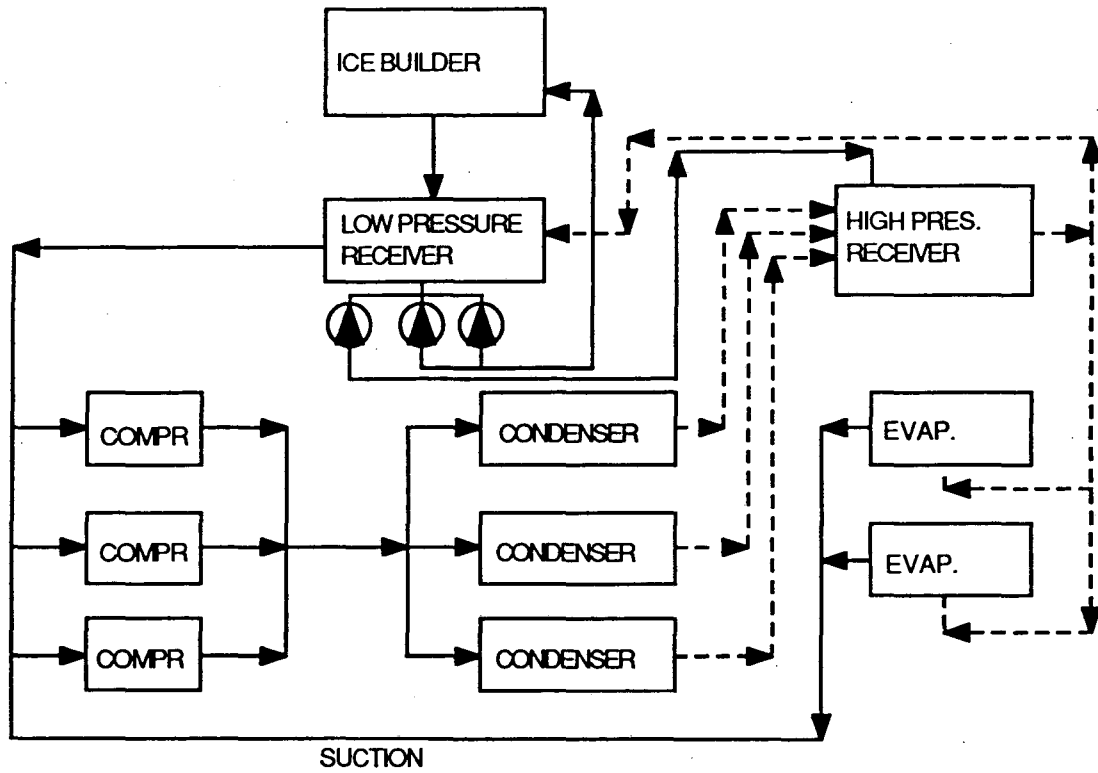 ICE BUILDER
LOW PRESSURE
RECEIVER
HIGH PRES.
RECEIVER
COMPR
CONDENSER
EVAP.
COMPR
CONDENSER
EVAP.
COMPR
CONDENSER
SUCTION